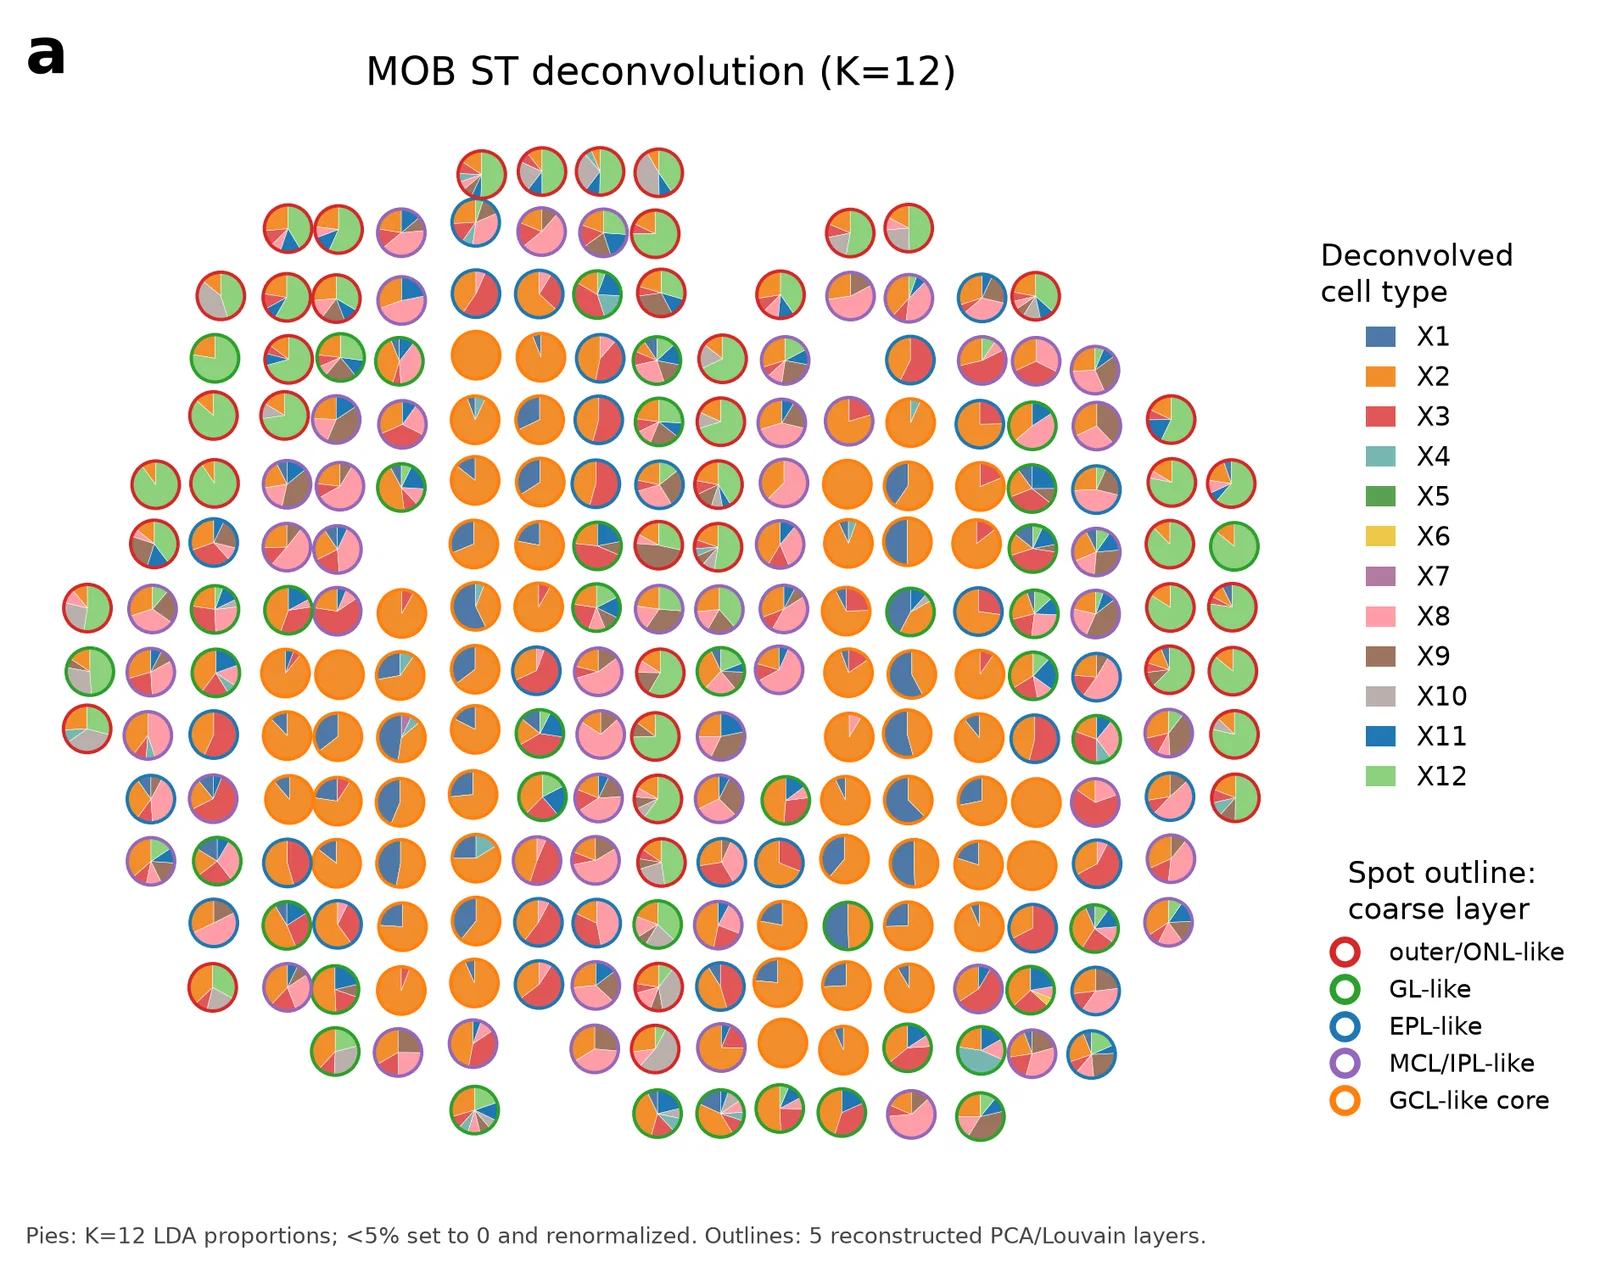 a
MOB ST deconvolution (K=12)
Deconvolved
cell type
X1
X2
X3
X4
X5
X6
X7
X8
X9
X10
X11
X12
Spot outline:
coarse layer
outer/ONL-like
GL-like
EPL-like
MCL/IPL-like
GCL-like core
Pies: K=12 LDA proportions; <5% set to 0 and renormalized. Outlines: 5 reconstructed PCA/Louvain layers.